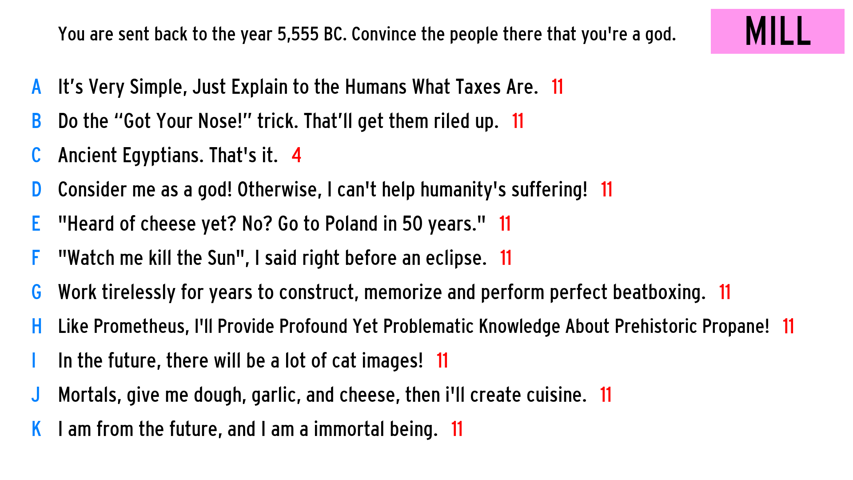 You are sent back to the year 5,555 BC. Convince the people there that you're a god.
MILL
A It’s Very Simple, Just Explain to the Humans What Taxes Are. 11
B Do the “Got Your Nose!” trick. That’ll get them riled up. 11
C Ancient Egyptians. That's it. 4
D Consider me as a god! Otherwise, I can't help humanity's suffering! 11
E "Heard of cheese yet? No? Go to Poland in 50 years." 11
F "Watch me kill the Sun", I said right before an eclipse. 11
G Work tirelessly for years to construct, memorize and perform perfect beatboxing. 11
H Like Prometheus, I'll Provide Profound Yet Problematic Knowledge About Prehistoric Propane! 11
I In the future, there will be a lot of cat images! 11
J Mortals, give me dough, garlic, and cheese, then i'll create cuisine. 11
K I am from the future, and I am a immortal being. 11